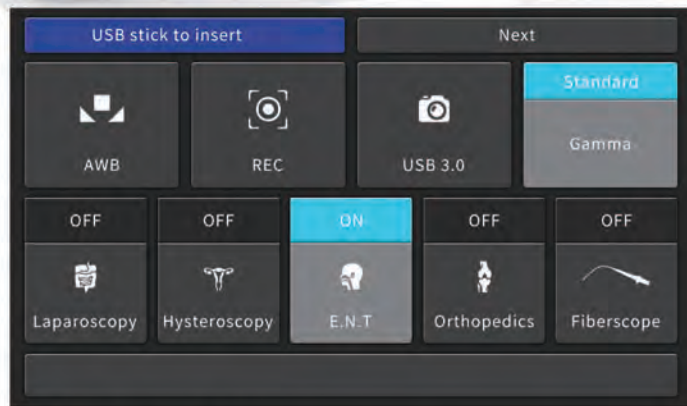 USB stick to insert
Next
AWB
REC
USB 3.0
Standard
Gamma
OFF
OFF
ON
OFF
OFF
Laparoscopy
Hysteroscopy
E.N.T
Orthopedics
Fiberscope